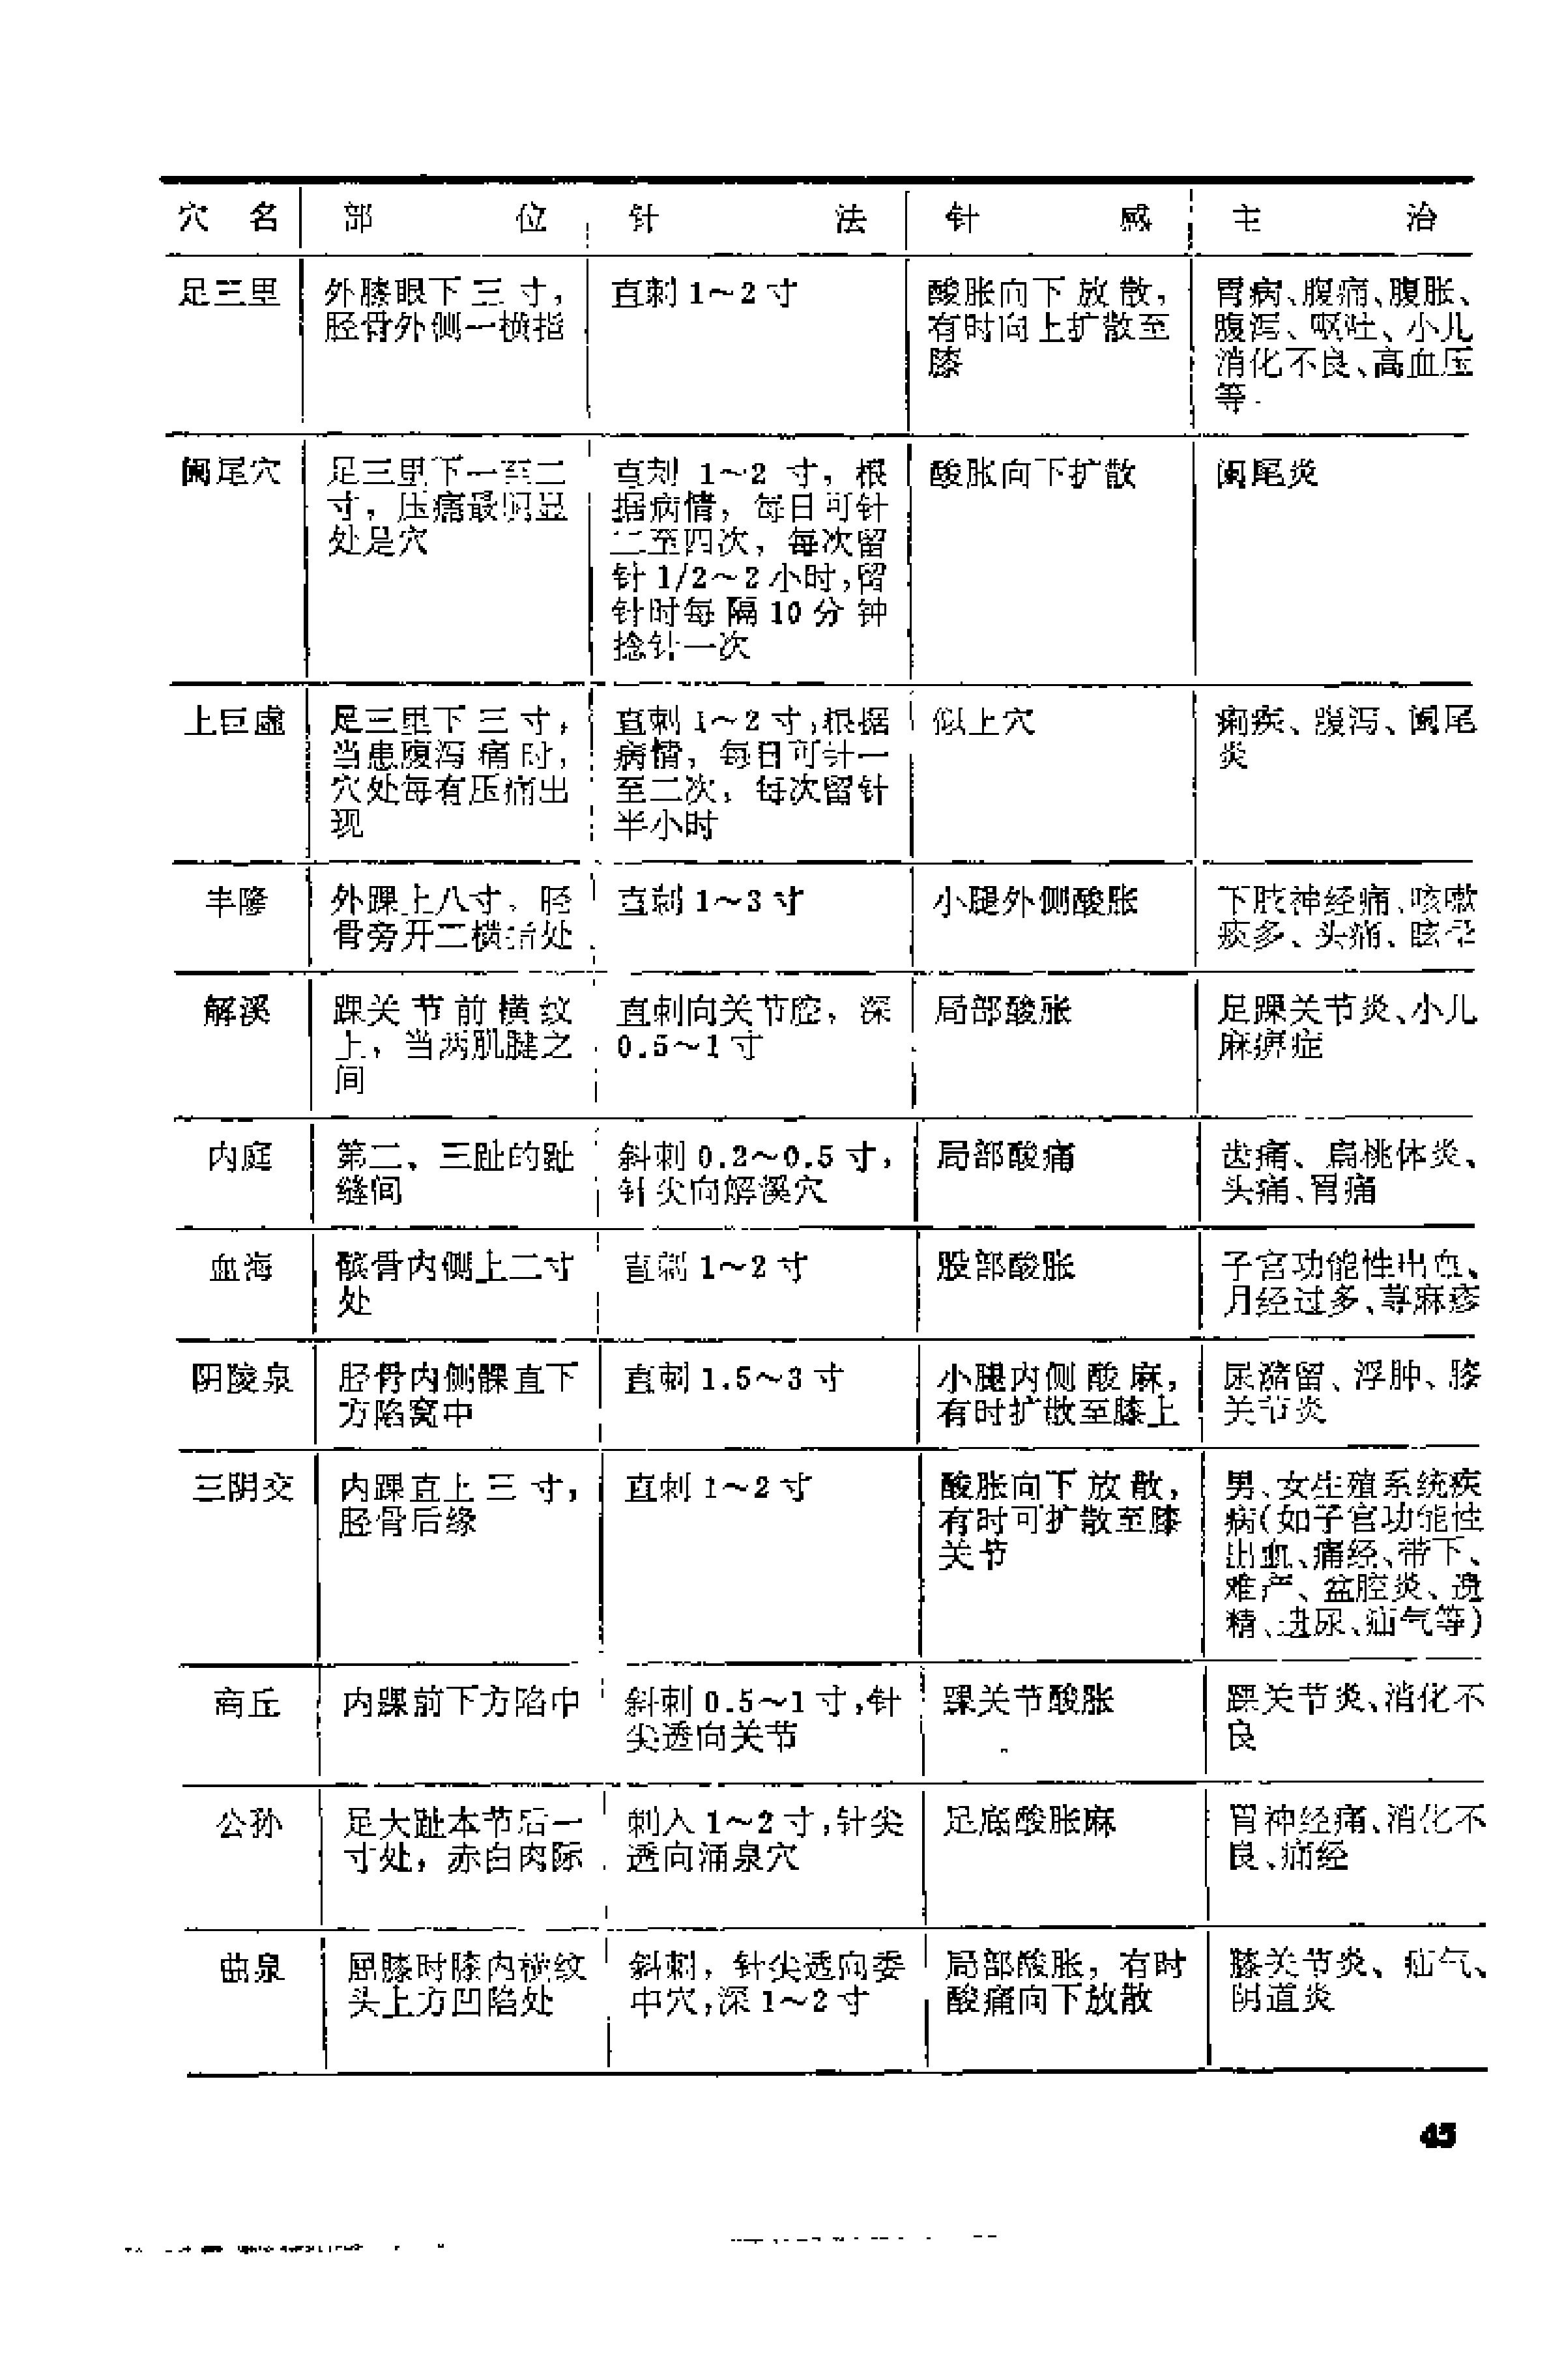 穴 名 部 位 针 法 针 感 主 治
足三里
外膝眼下三寸，
胫骨外侧一横指
直刺1～2寸
酸胀向下放散，
有时向上扩散至
膝
胃病、腹痛、腹胀、
腹泻、呕吐、小儿
消化不良、高血压
等
阑尾穴
足三里下一至二
寸，压痛最明显
处是穴
直刺 1～2 寸，根
据病情，每日可针
二至四次，每次留
针1/2～2小时，留
针时每隔10分钟
捻针一次
酸胀向下扩散
阑尾炎
上巨虚
足三里下三寸，
当患腹泻痛时，
穴处每有压痛出
现
直刺1～2寸，根据
病情，每日可针一
至二次，每次留针
半小时
似上穴
痢疾、腹泻、阑尾
炎
丰隆
外踝上八寸，胫
骨旁开二横指处
直刺1～3寸
小腿外侧酸胀
下肢神经痛、咳嗽
痰多、头痛、眩晕
解溪
踝关节前横纹
上，当两肌腱之
间
直刺向关节腔，深
0.5～1寸
局部酸胀
足踝关节炎、小儿
麻痹症
内庭
第二、三趾的趾
缝间
斜刺0.2～0.5寸，
针尖向解溪穴
局部酸痛
齿痛、扁桃体炎、
头痛、胃痛
血海
髌骨内侧上二寸
处
直刺1～2寸
股部酸胀
子宫功能性出血、
月经过多、荨麻疹
阴陵泉
胫骨内侧髁直下
方陷窝中
直刺1.5～3寸
小腿内侧酸麻，
有时扩散至膝上
尿潴留、浮肿、膝
关节炎
三阴交
内踝直上三寸，
胫骨后缘
直刺1～2寸
酸胀向下放散，
有时可扩散至膝
关节
男、女生殖系统疾
病(如子宫功能性
出血、痛经、带下、
难产、盆腔炎、遗
精、遗尿、疝气等)
商丘
内踝前下方陷中
斜刺0.5～1寸，针
尖透向关节
踝关节酸胀
踝关节炎、消化不
良
公孙
足大趾本节后一
寸处，赤白肉际
刺入1～2寸，针尖
透向涌泉穴
足底酸胀麻
胃神经痛、消化不
良、痛经
曲泉
屈膝时膝内横纹
头上方凹陷处
斜刺，针尖透向委
中穴，深1～2寸
局部酸胀，有时
酸痛向下放散
膝关节炎、疝气、
阴道炎
45